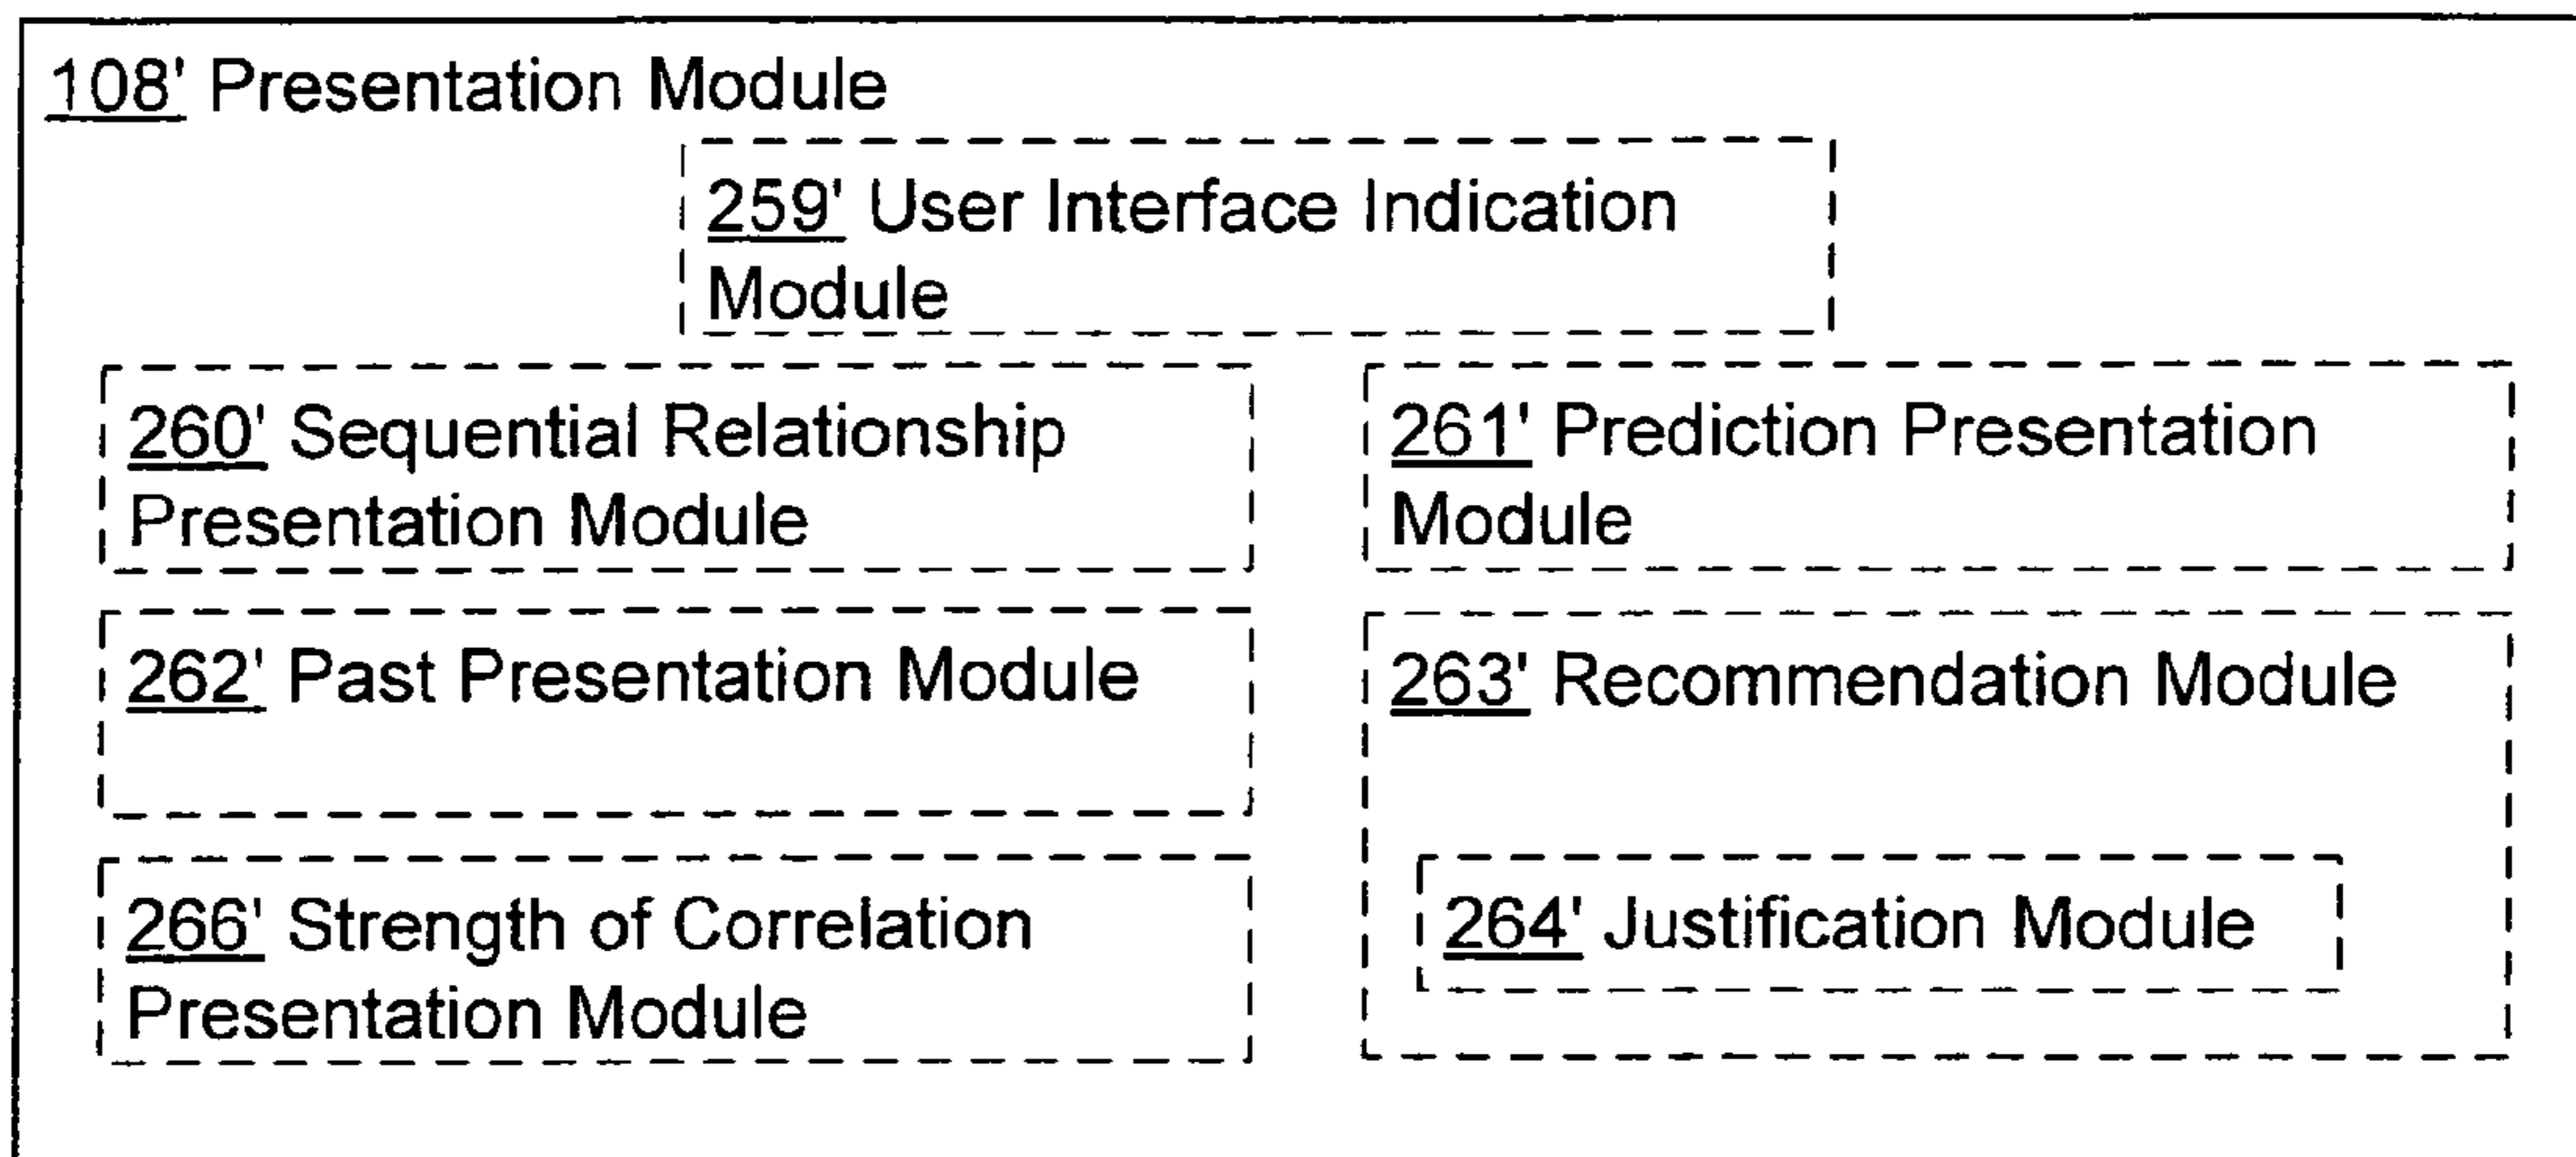 108' Presentation Module
259' User Interface Indication
Module
260' Sequential Relationship
Presentation Module
261' Prediction Presentation
Module
262' Past Presentation Module
263' Recommendation Module
266' Strength of Correlation
Presentation Module
264' Justification Module